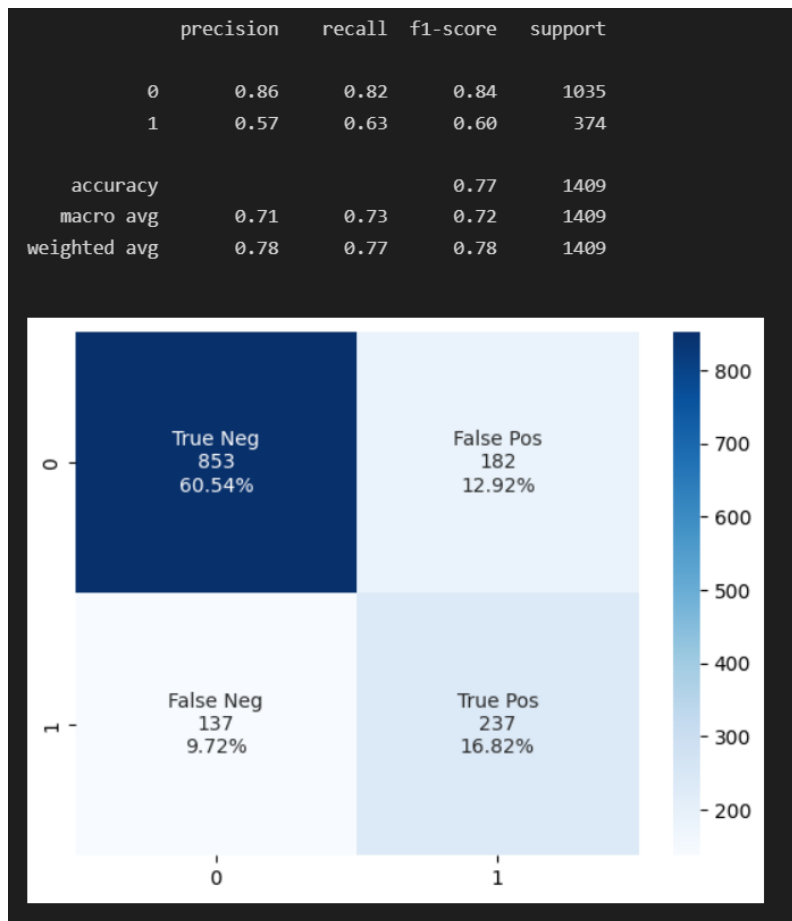 precision recall f1-score support
0 0.86 0.82 0.84 1035
1 0.57 0.63 0.60 374
accuracy 0.77 1409
macro avg 0.71 0.73 0.72 1409
weighted avg 0.78 0.77 0.78 1409
True Neg
853
60.54%
False Pos
182
12.92%
False Neg
137
9.72%
True Pos
237
16.82%
0
1
0
1
800
700
600
500
400
300
200